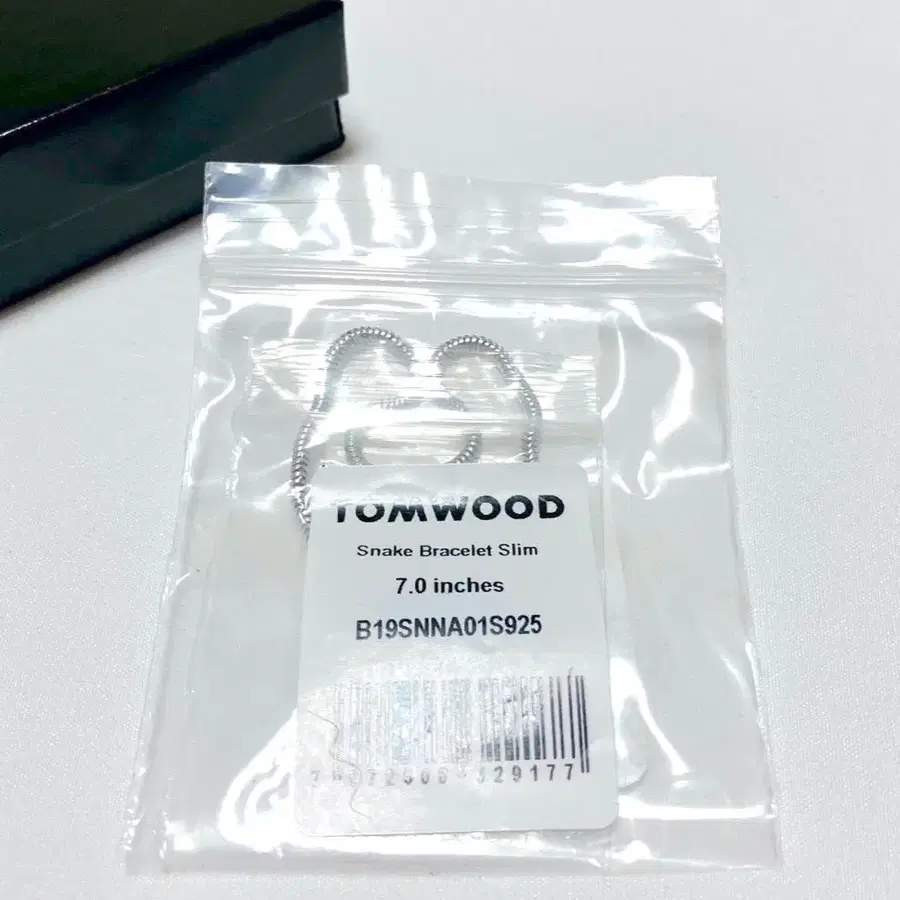 TOMWOOD
Snake Bracelet Slim
7.0 inches
B19SNNA01S925